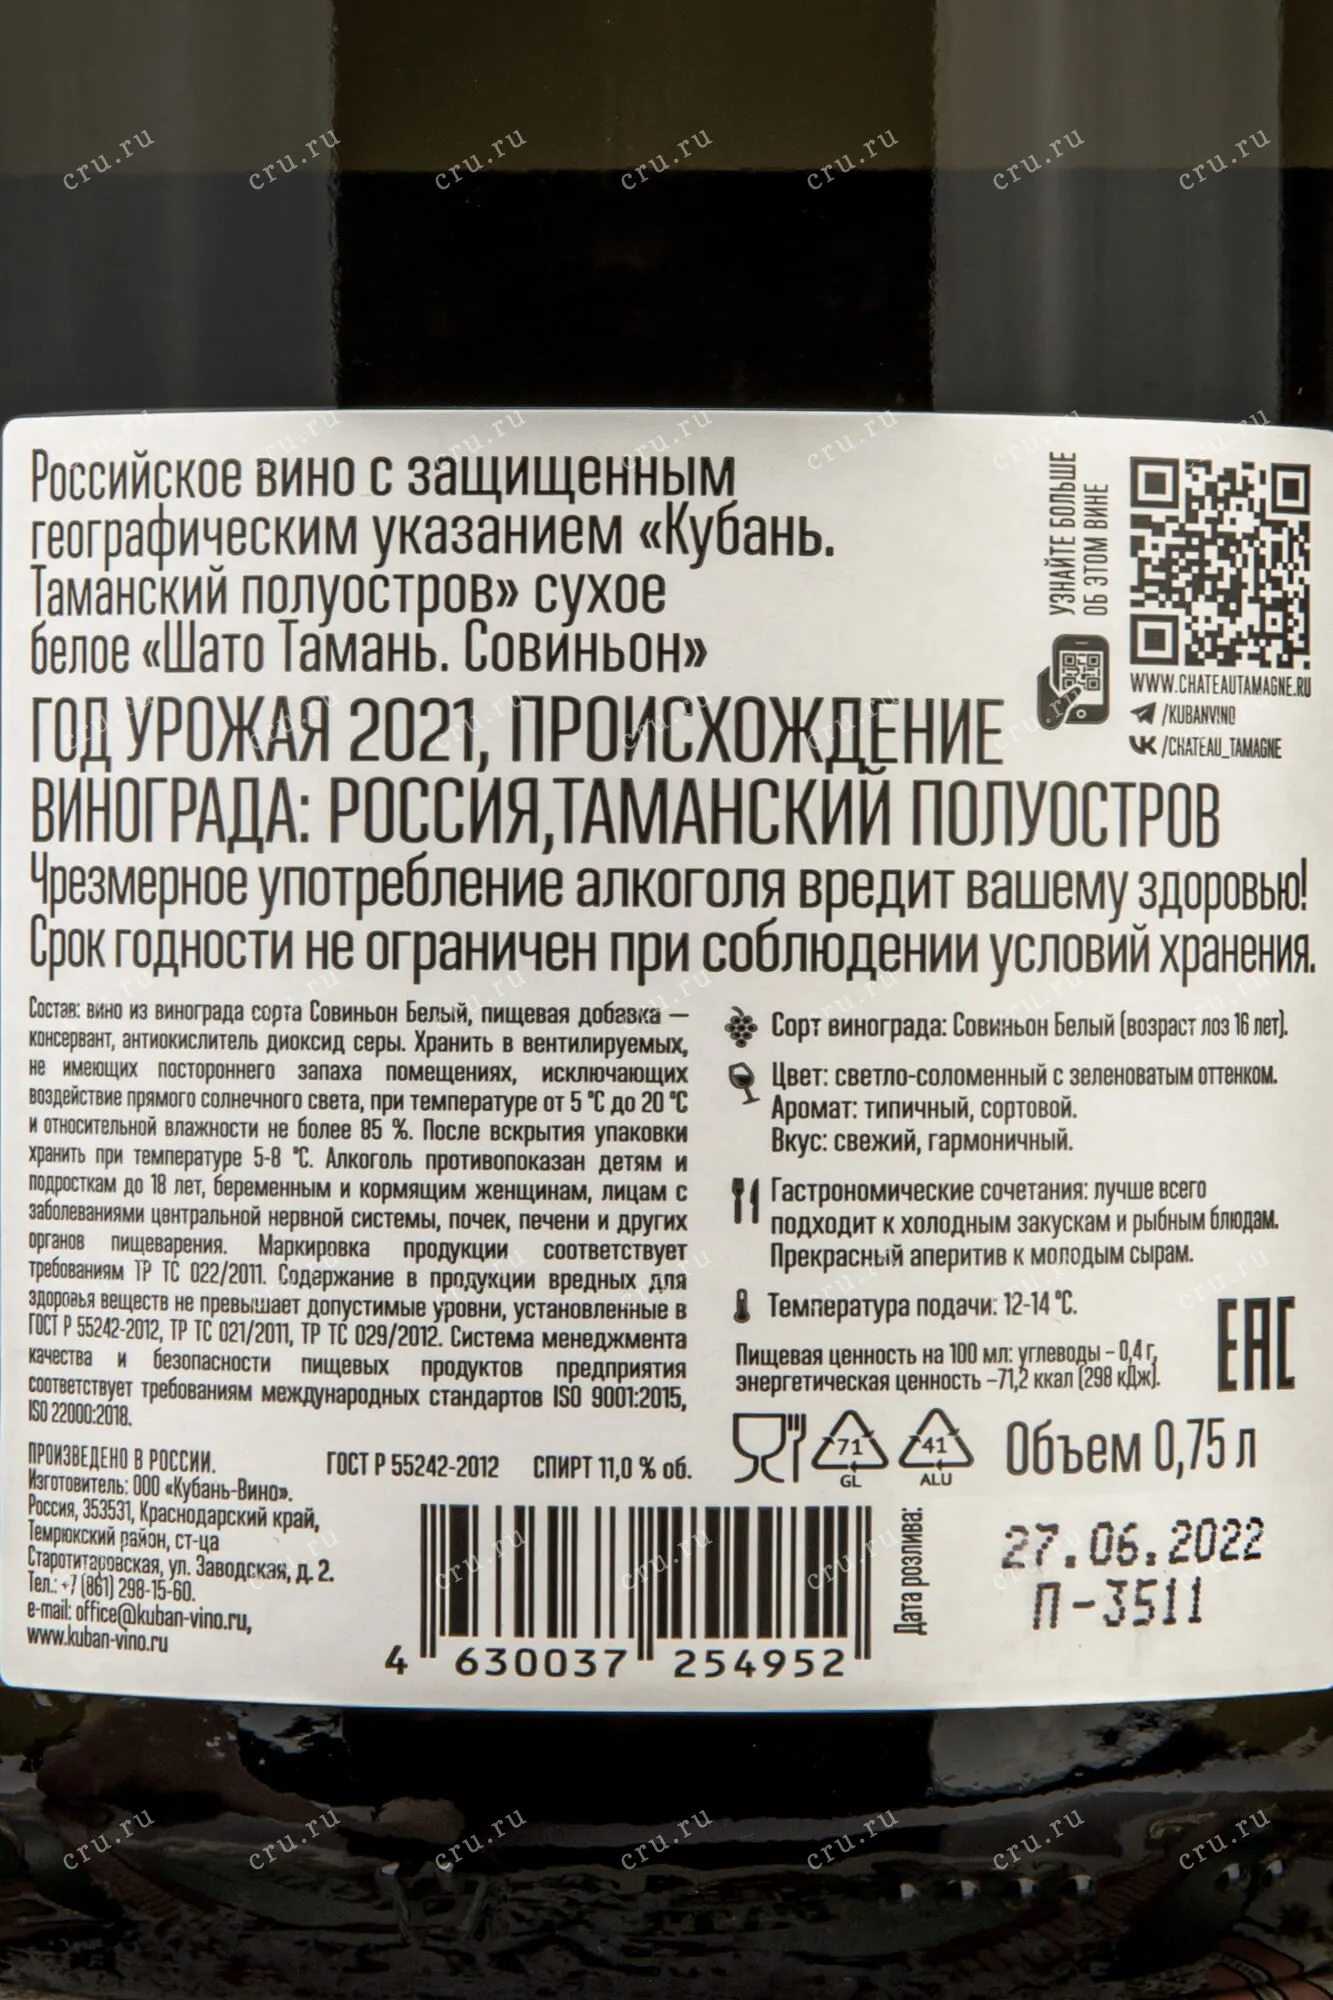 Российское вино с защищенным
географическим указанием «Кубань.
Таманский полуостров» сухое
белое «Шато Тамань. Совиньон»
ГОД УРОЖАЯ 2021, ПРОИСХОЖДЕНИЕ
ВИНОГРАДА: РОССИЯ,ТАМАНСКИЙ ПОЛУОСТРОВ
Чрезмерное употребление алкоголя вредит вашему здоровью!
Срок годности не ограничен при соблюдении условий хранения.
УЗНАЙТЕ БОЛЬШЕ
ОБ ЭТОМ ВИНЕ
WWW.CHATEAUTAMAGNE.RU
/KUBANVINO
VK /CHATEAU_TAMAGNE
Состав: вино из винограда сорта Совиньон Белый, пищевая добавка —
консервант, антиокислитель диоксид серы. Хранить в вентилируемых,
не имеющих постороннего запаха помещениях, исключающих
воздействие прямого солнечного света, при температуре от 5 °С до 20 °С
и относительной влажности не более 85 %. После вскрытия упаковки
хранить при температуре 5-8 °С. Алкоголь противопоказан детям и
подросткам до 18 лет, беременным и кормящим женщинам, лицам с
заболеваниями центральной нервной системы, почек, печени и других
органов пищеварения. Маркировка продукции соответствует
требованиям ТР ТС 022/2011. Содержание в продукции вредных для
здоровья веществ не превышает допустимые уровни, установленные в
ГОСТ Р 55242-2012, ТР ТС 021/2011, ТР ТС 029/2012. Система менеджмента
качества и безопасности пищевых продуктов предприятия
соответствует требованиям международных стандартов ISO 9001:2015,
ISO 22000:2018.
Сорт винограда: Совиньон Белый (возраст лоз 16 лет).
Цвет: светло-соломенный с зеленоватым оттенком.
Аромат: типичный, сортовой.
Вкус: свежий, гармоничный.
Гастрономические сочетания: лучше всего
подходит к холодным закускам и рыбным блюдам.
Прекрасный аперитив к молодым сырам.
Температура подачи: 12-14 °С.
Пищевая ценность на 100 мл: углеводы – 0,4 г,
энергетическая ценность –71,2 ккал (298 кДж).
EAC
71
GL
41
ALU
Объем 0,75 л
ПРОИЗВЕДЕНО В РОССИИ.
Изготовитель: ООО «Кубань-Вино».
Россия, 353531, Краснодарский край,
Темрюкский район, ст-ца
Старотитаровская, ул. Заводская, д. 2.
Тел.: +7 (861) 298-15-60.
e-mail: office@kuban-vino.ru,
www.kuban-vino.ru
ГОСТ Р 55242-2012 СПИРТ 11,0 % об.
4 630037 254952
Дата розлива:
27.06.2022
П-3511
cru.ru